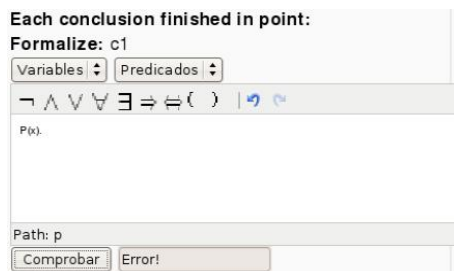 Each conclusion finished in point:
Formalize: c1
Variables Predicados
¬ ∧ ∨ ∀ ∃ ⇒ ⇔ ( )
P(x).
Path: p
Comprobar Error!